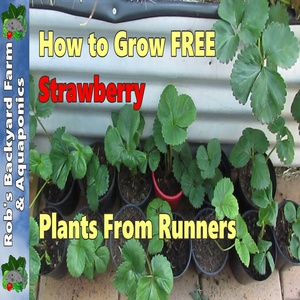 How to Grow FREE
Strawberry
Plants From Runners
Rob's Backyard Farm
& Aquaponics